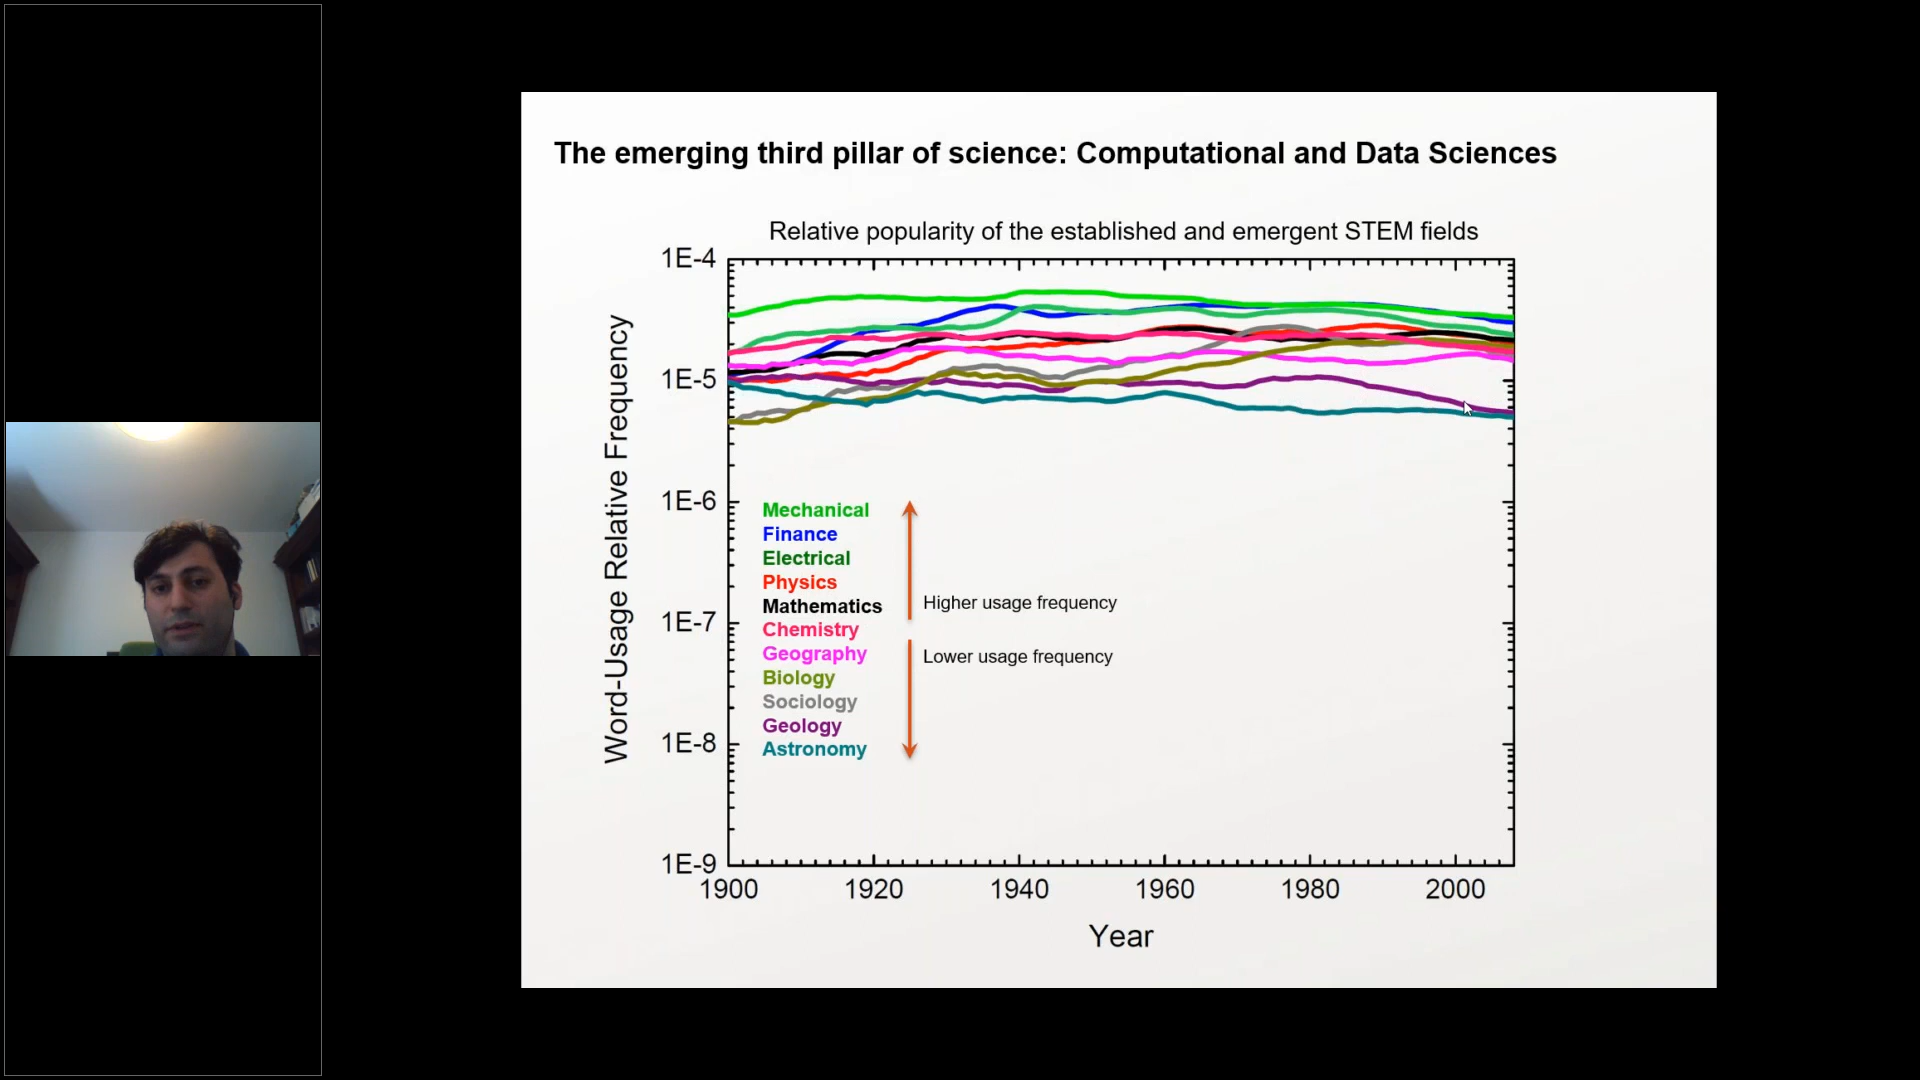 The emerging third pillar of science: Computational and Data Sciences
Relative popularity of the established and emergent STEM fields
Word-Usage Relative Frequency
1E-4
1E-5
1E-6
1E-7
1E-8
1E-9
Mechanical
Finance
Electrical
Physics
Mathematics
Chemistry
Geography
Biology
Sociology
Geology
Astronomy
Higher usage frequency
Lower usage frequency
1900 1920 1940 1960 1980 2000
Year